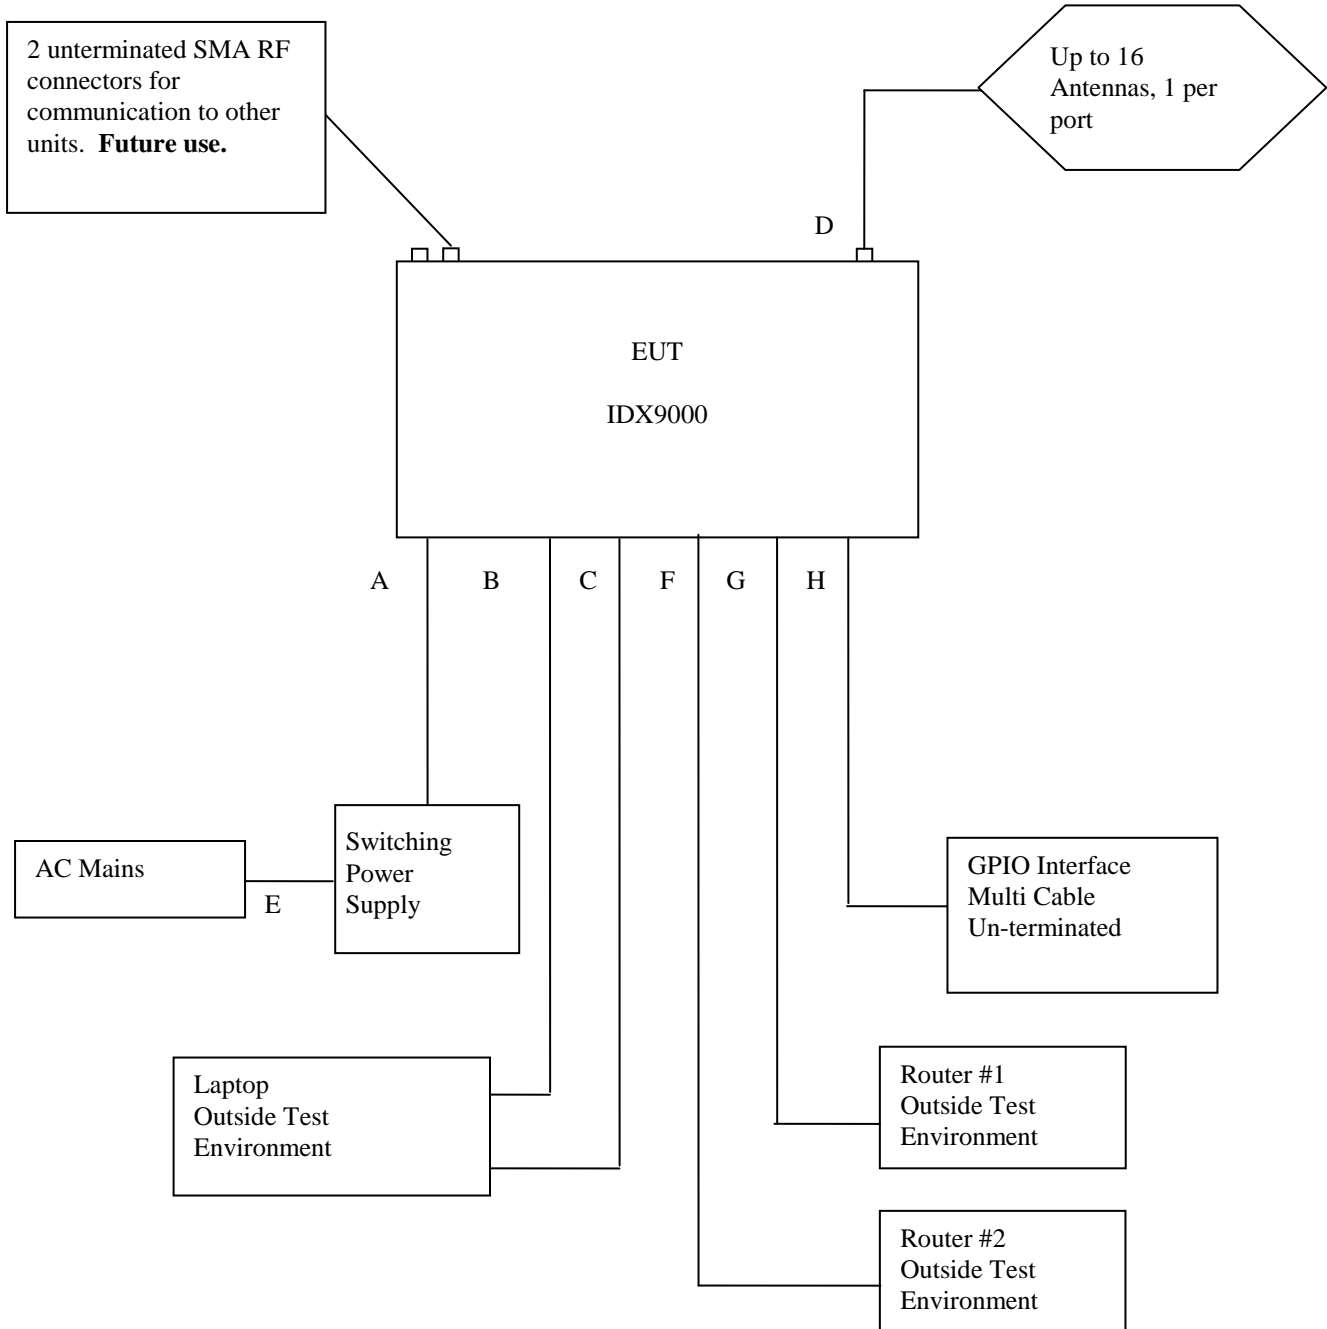 2 unterminated SMA RF
connectors for
communication to other
units.  Future use.
Up to 16
Antennas, 1 per
port
D
EUT
IDX9000
A
B
C
F
G
H
Switching
Power
Supply
AC Mains
E
GPIO Interface
Multi Cable
Un-terminated
Laptop
Outside Test
Environment
Router #1
Outside Test
Environment
Router #2
Outside Test
Environment